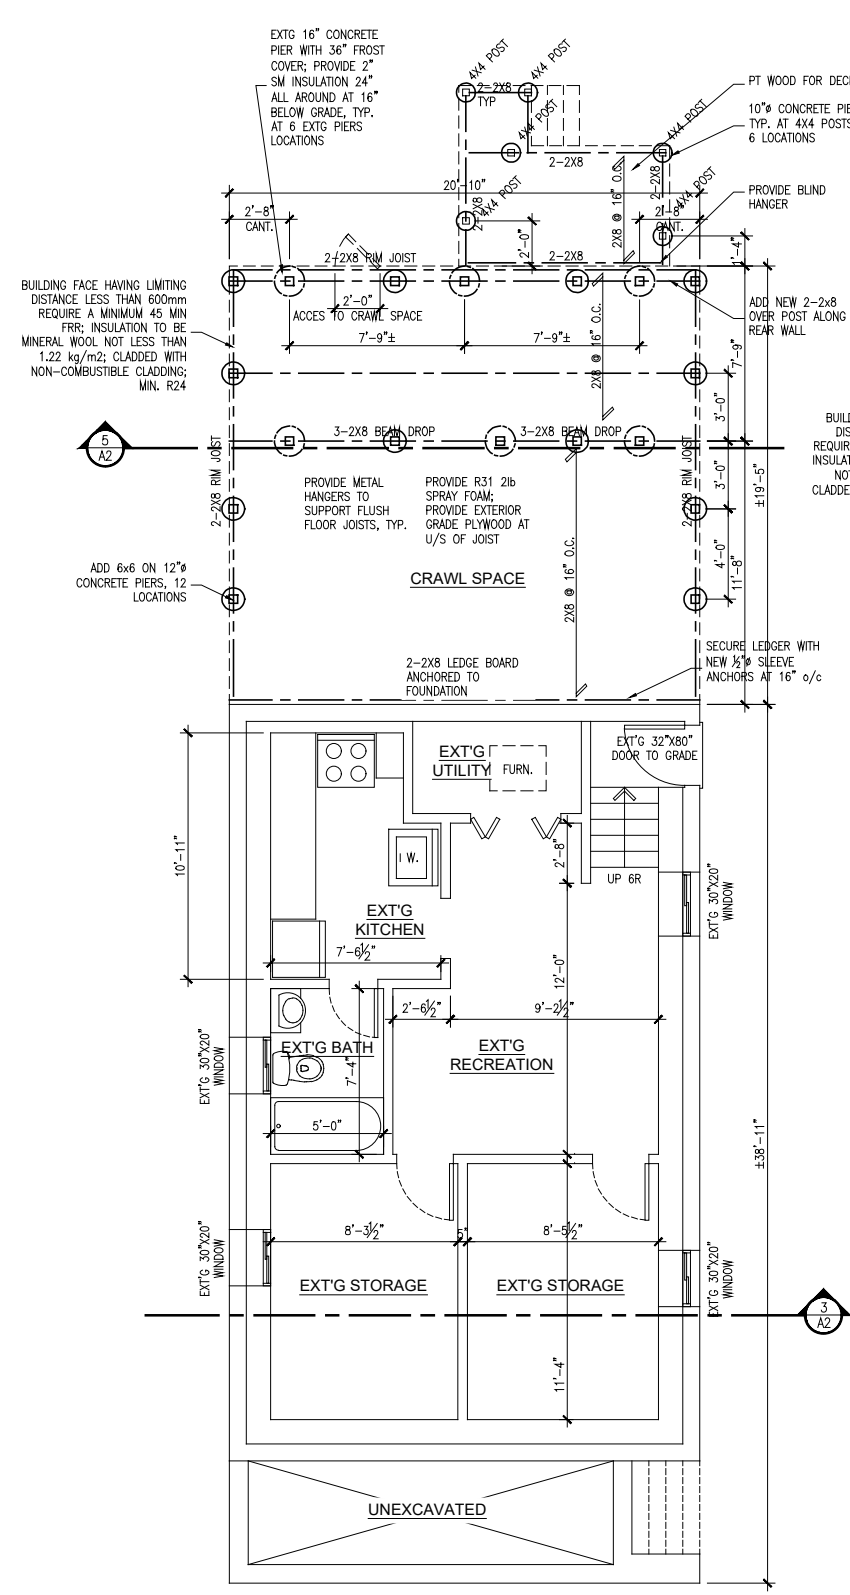 EXTG 16" CONCRETE
PIER WITH 36" FROST
COVER; PROVIDE 2"
SM INSULATION 24"
ALL AROUND AT 16"
BELOW GRADE, TYP.
AT 6 EXTG PIERS
LOCATIONS
4X4 POST
4X4 POST
2-2X8
TYP
4X4 POST
4X4 POST
PT WOOD FOR DEC
10"ø CONCRETE PIE
TYP. AT 4X4 POSTS
6 LOCATIONS
2-2X8
2-2X8
2X8 @ 16" O.C.
20'-10"
4X4 POST
4X4 POST
2-2X8
PROVIDE BLIND
HANGER
2'-8"
CANT.
2'-8"
CANT.
2'-0"
1'-4"
2-2X8 RIM JOIST
2-2X8
BUILDING FACE HAVING LIMITING
DISTANCE LESS THAN 600mm
REQUIRE A MINIMUM 45 MIN
FRR; INSULATION TO BE
MINERAL WOOL NOT LESS THAN
1.22 kg/m2; CLADDED WITH
NON-COMBUSTIBLE CLADDING;
MIN. R24
2'-0"
ACCES TO CRAWL SPACE
7'-9"±
7'-9"±
2X8 @ 16" O.C.
ADD NEW 2-2x8
OVER POST ALONG
REAR WALL
7'-9"
3'-0"
5
A2
3-2X8 BEAM DROP
3-2X8 BEAM DROP
BUILD
DIS
REQUIR
INSULAT
NO
CLADDE
2-2X8 RIM JOIST
2-2X8 RIM JOIST
PROVIDE METAL
HANGERS TO
SUPPORT FLUSH
FLOOR JOISTS, TYP.
PROVIDE R31 2lb
SPRAY FOAM;
PROVIDE EXTERIOR
GRADE PLYWOOD AT
U/S OF JOIST
3'-0"
±19'-5"
4'-0"
11'-8"
ADD 6x6 ON 12"ø
CONCRETE PIERS, 12
LOCATIONS
CRAWL SPACE
2X8 @ 16" O.C.
2-2X8 LEDGE BOARD
ANCHORED TO
FOUNDATION
SECURE LEDGER WITH
NEW ½"ø SLEEVE
ANCHORS AT 16" o/c
EXT'G
UTILITY
FURN.
EXT'G 32"X80"
DOOR TO GRADE
10'-11"
W.
2'-8"
UP 6R
EXT'G 30"X20"
WINDOW
EXT'G
KITCHEN
7'-6½"
12'-0"
2'-6½"
9'-2½"
EXT'G 30"X20"
WINDOW
EXT'G BATH
7'-4"
EXT'G
RECREATION
5'-0"
±38'-11"
8'-3½"
5"
8'-5½"
EXT'G 30"X20"
WINDOW
EXT'G STORAGE
EXT'G STORAGE
EXT'G 30"X20"
WINDOW
3
A2
11'-4"
UNEXCAVATED